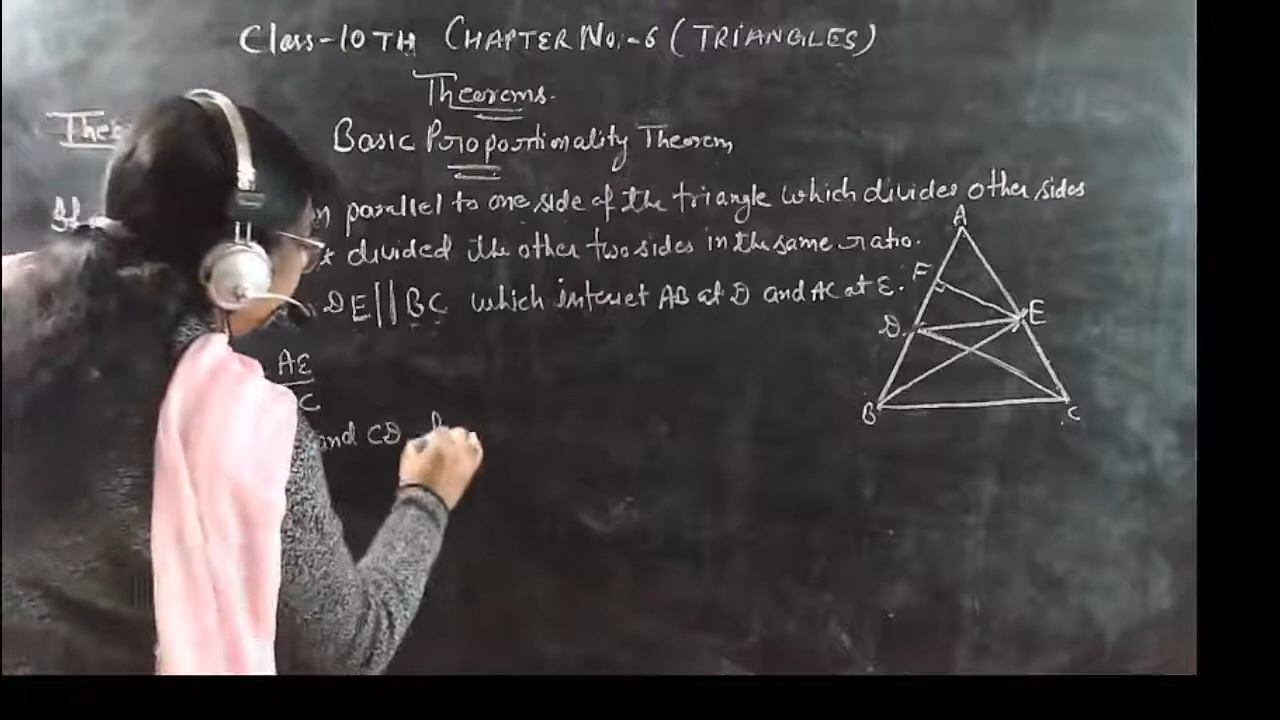 Class-10TH CHAPTER No:-6 (TRIANGLES)
Theorems.
Basic Proportionality Theorem
parallel to one side of the triangle which divides other sides
divided the other two sides in the same ratio.
DE||BC which interset AB at D and AC at E.
AE
C
and CD
A
F
D
E
B
C